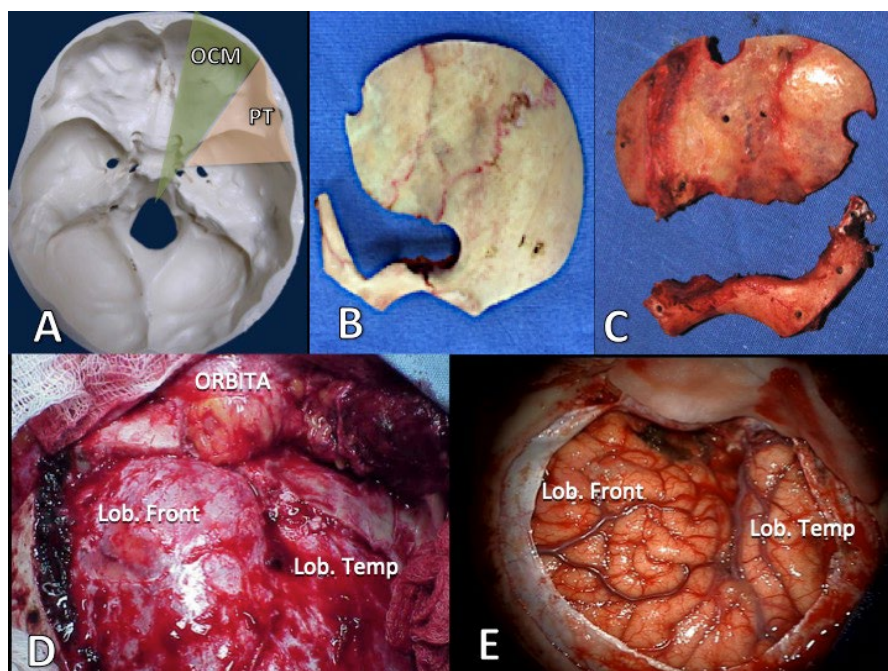 OCM
PT
A
B
C
ORBITA
Lob. Front
Lob. Temp
D
Lob. Front
Lob. Temp
E